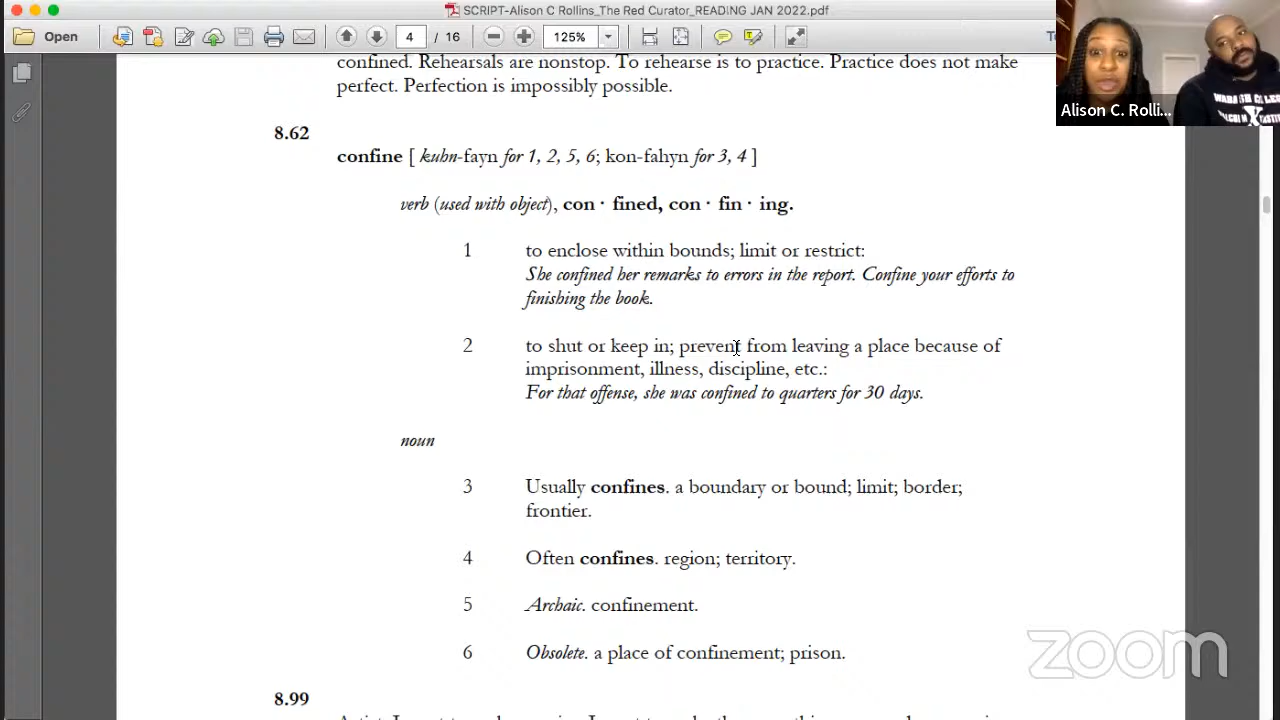 SCRIPT-Alison C Rollins_The Red Curator_READING JAN 2022.pdf
Open
4 / 16
125%
confined. Rehearsals are nonstop. To rehearse is to practice. Practice does not make
perfect. Perfection is impossibly possible.
Alison C. Rolli...
8.62
confine [ kuhn-fayn for 1, 2, 5, 6; kon-fahyn for 3, 4 ]
verb (used with object), con · fined, con · fin · ing.
1 to enclose within bounds; limit or restrict:
She confined her remarks to errors in the report. Confine your efforts to
finishing the book.
2 to shut or keep in; prevent from leaving a place because of
imprisonment, illness, discipline, etc.:
For that offense, she was confined to quarters for 30 days.
noun
3 Usually confines. a boundary or bound; limit; border;
frontier.
4 Often confines. region; territory.
5 Archaic. confinement.
6 Obsolete. a place of confinement; prison.
zoom
8.99